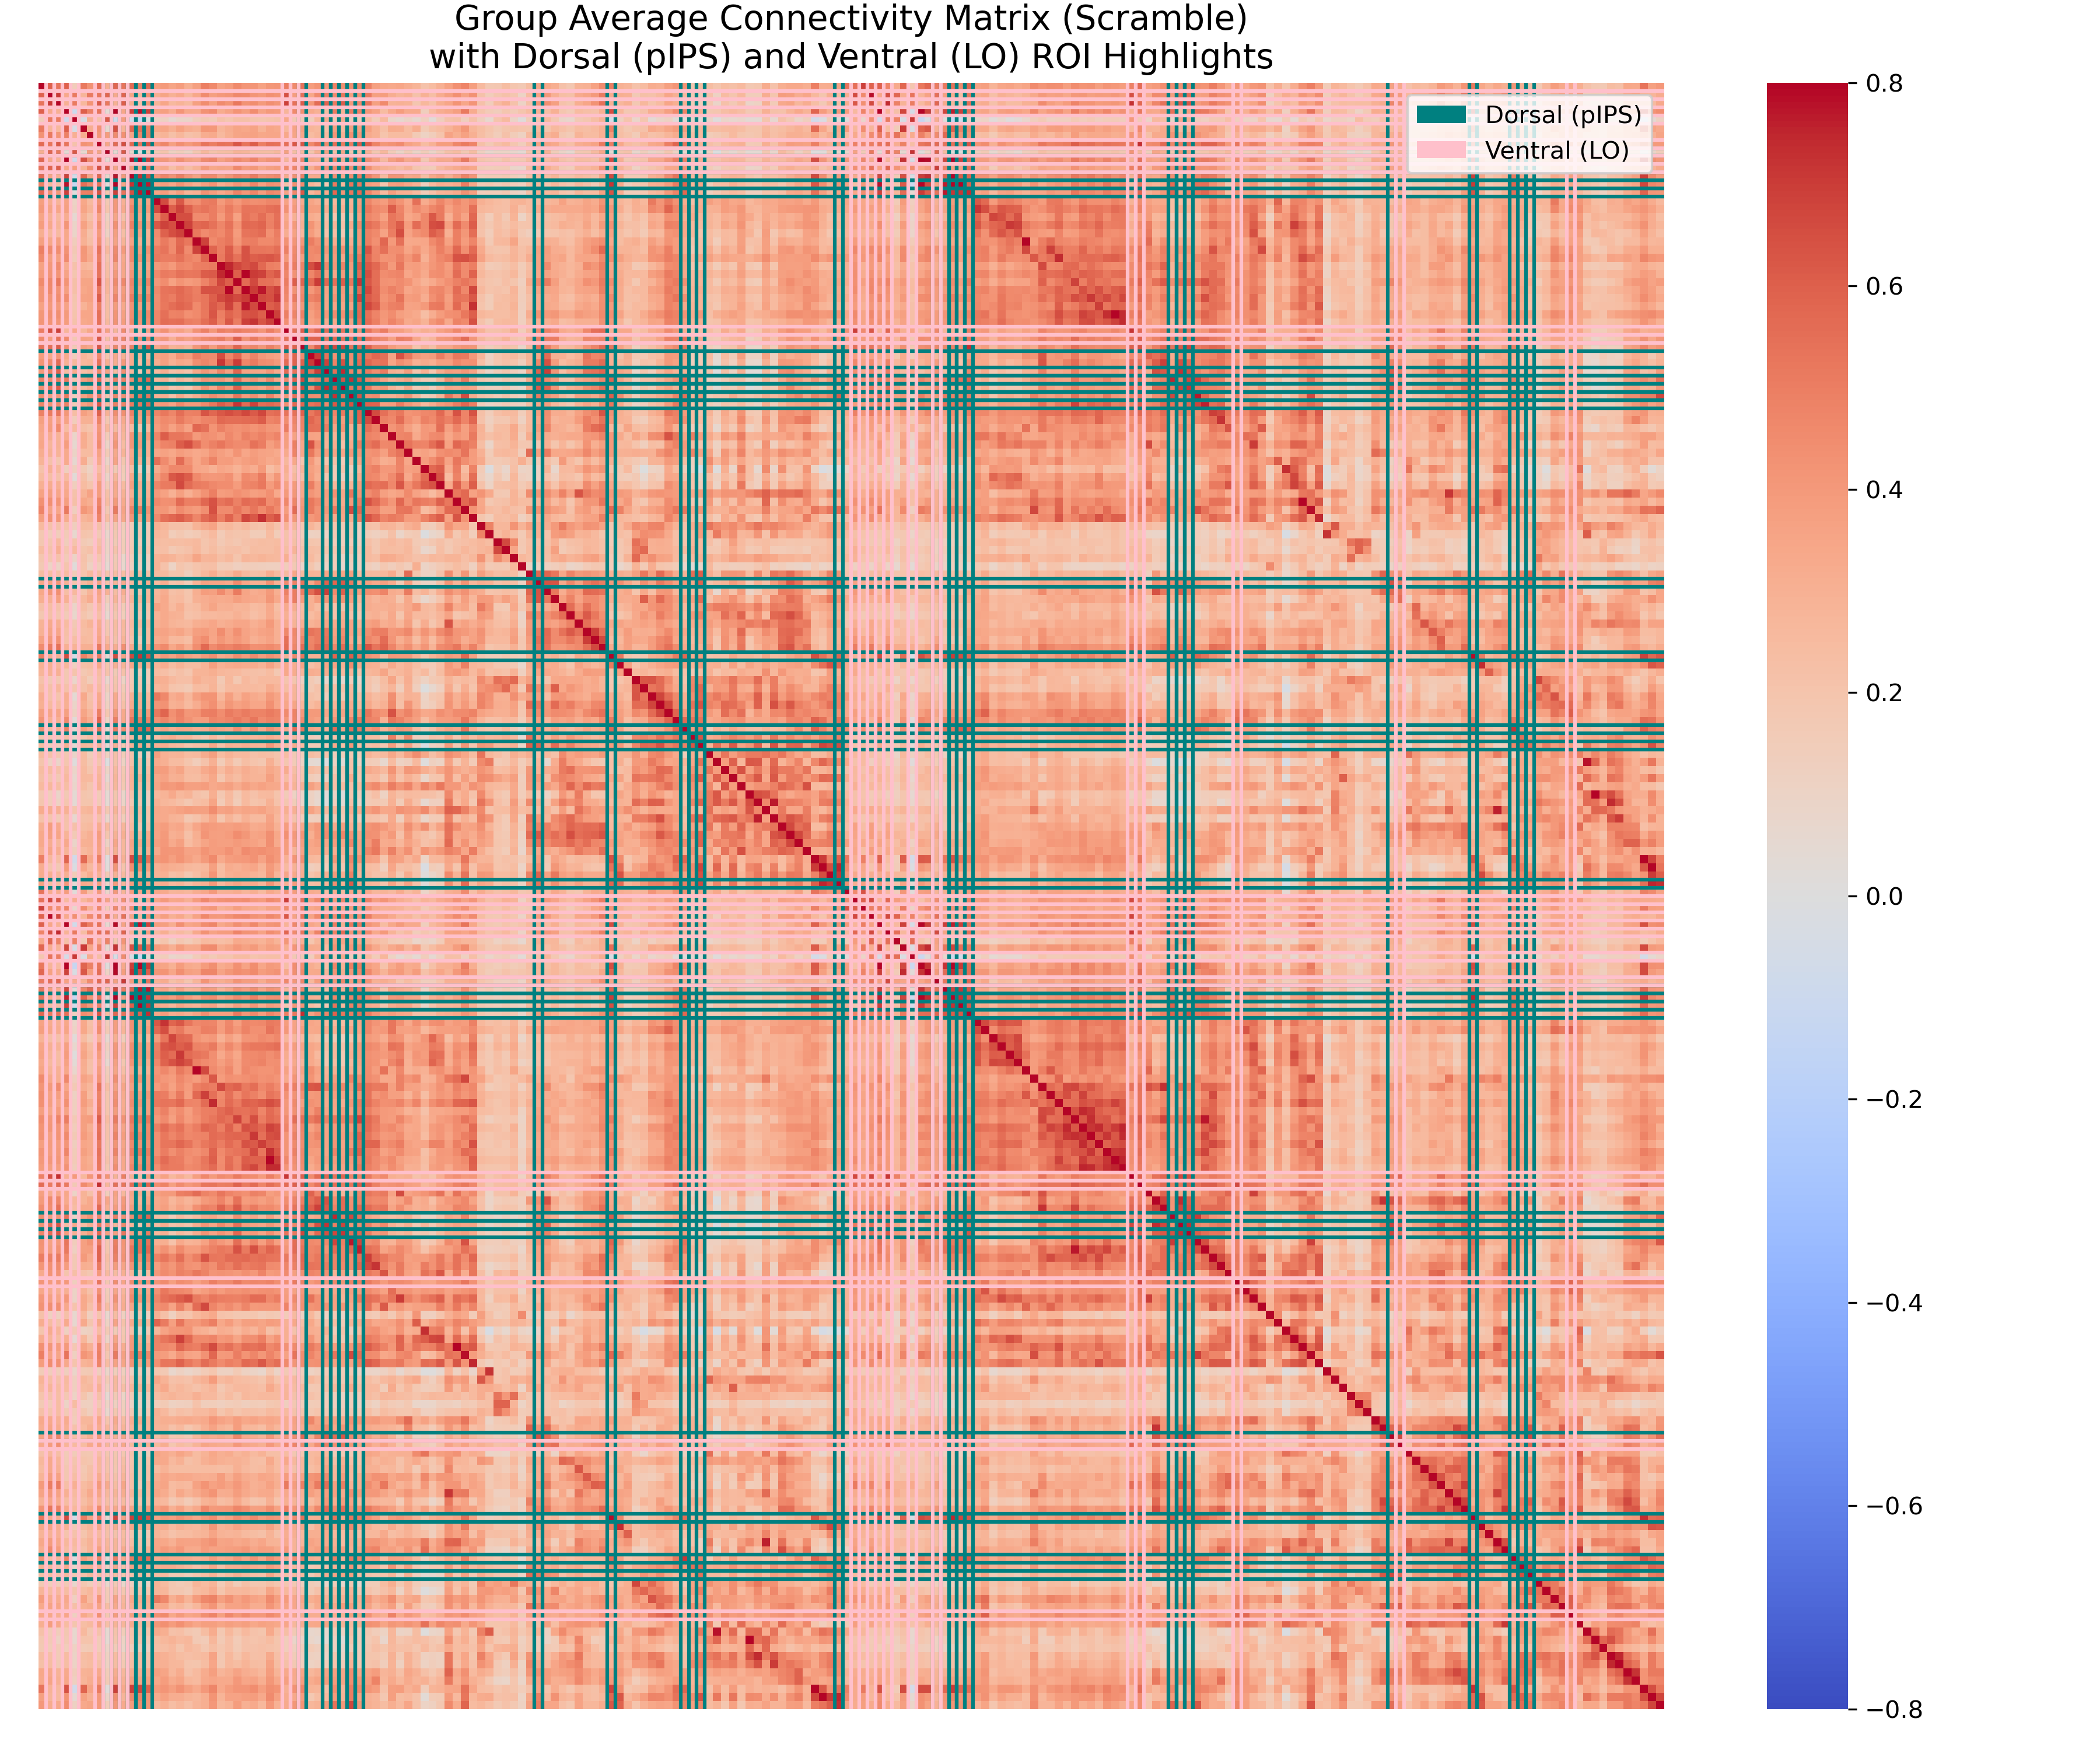 Group Average Connectivity Matrix (Scramble)
with Dorsal (pIPS) and Ventral (LO) ROI Highlights
Dorsal (pIPS)
Ventral (LO)
0.8
0.6
0.4
0.2
0.0
−0.2
−0.4
−0.6
−0.8